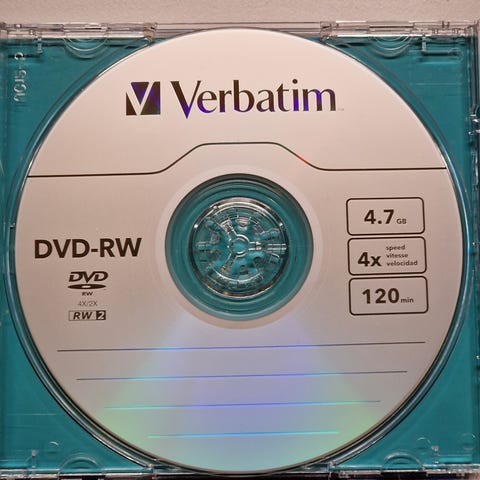 Verbatim
DVD-RW
DVD
RW
4X/2X
RW 2
4.7 GB
4x speed
vitesse
velocidad
120 min